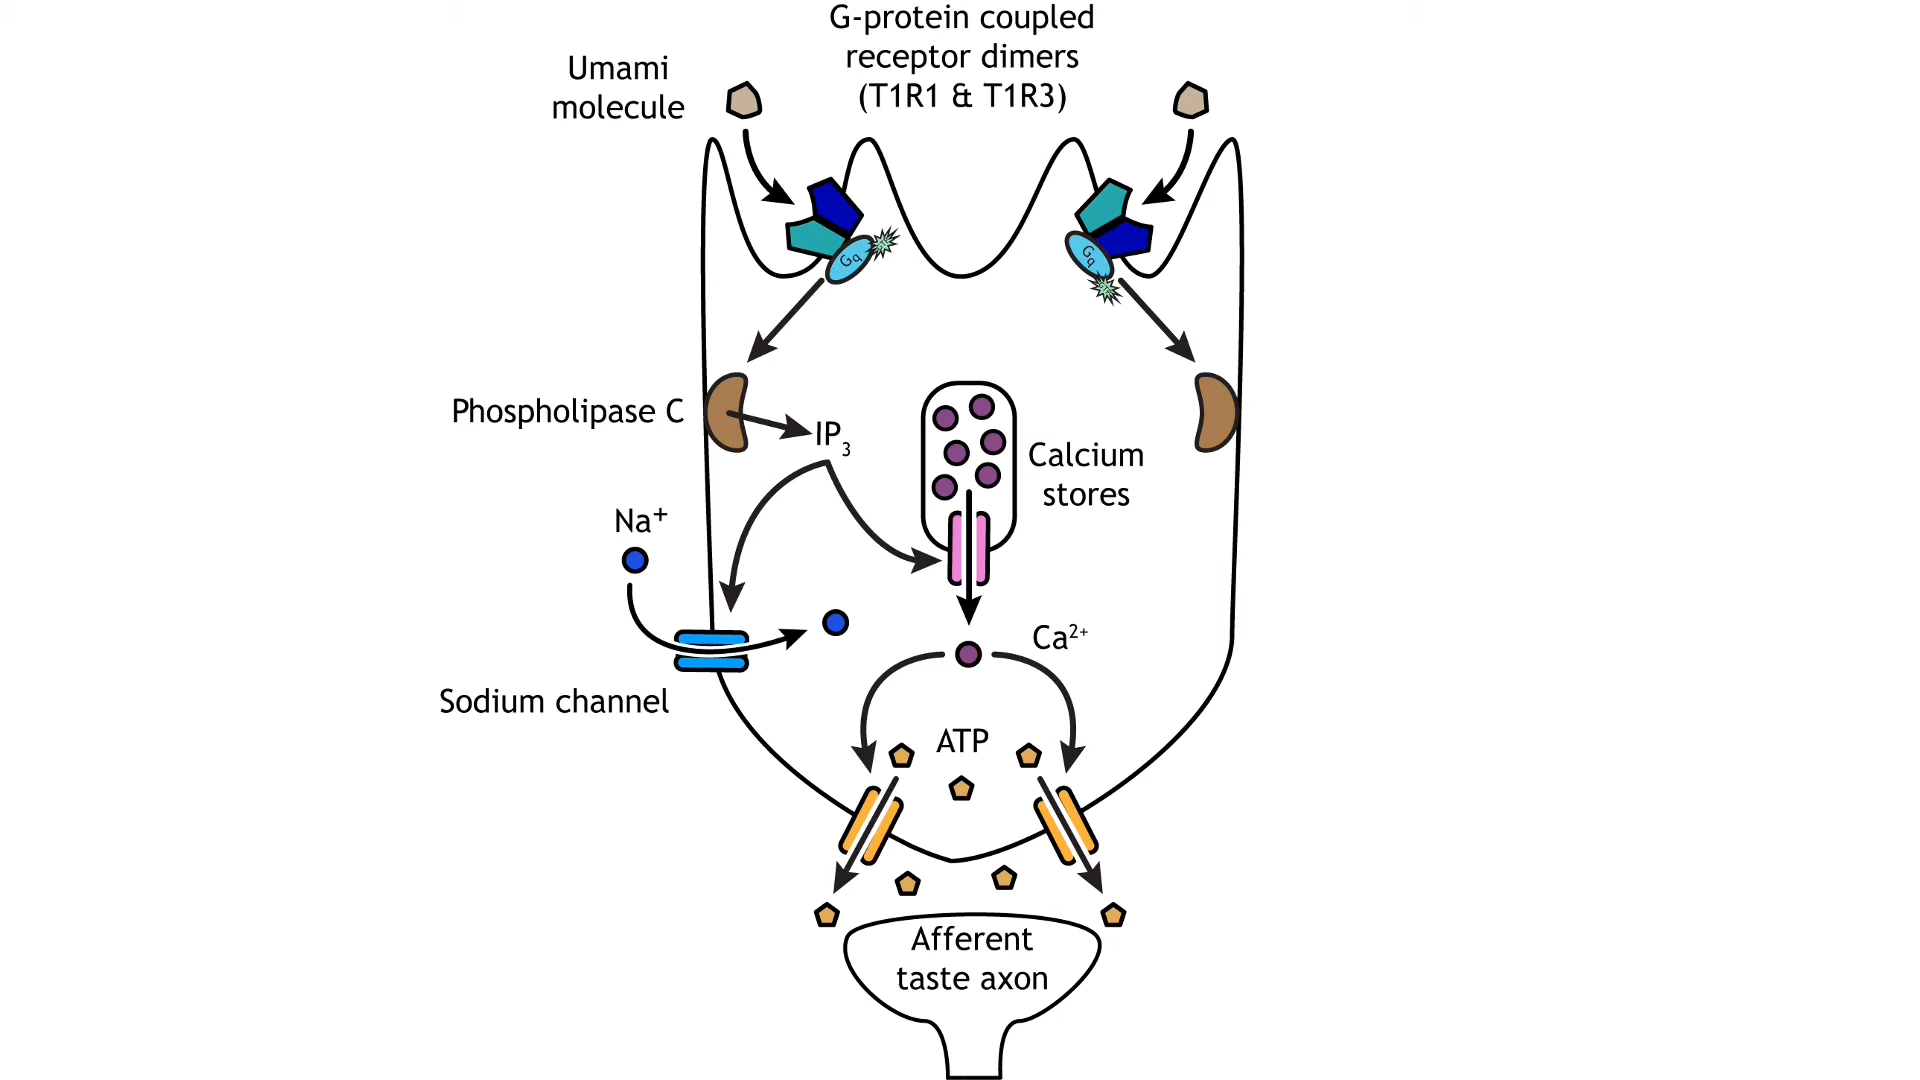 G-protein coupled
receptor dimers
(T1R1 & T1R3)
Umami
molecule
Gq
Gq
Phospholipase C
IP3
Calcium
stores
Na+
Ca2+
Sodium channel
ATP
Afferent
taste axon